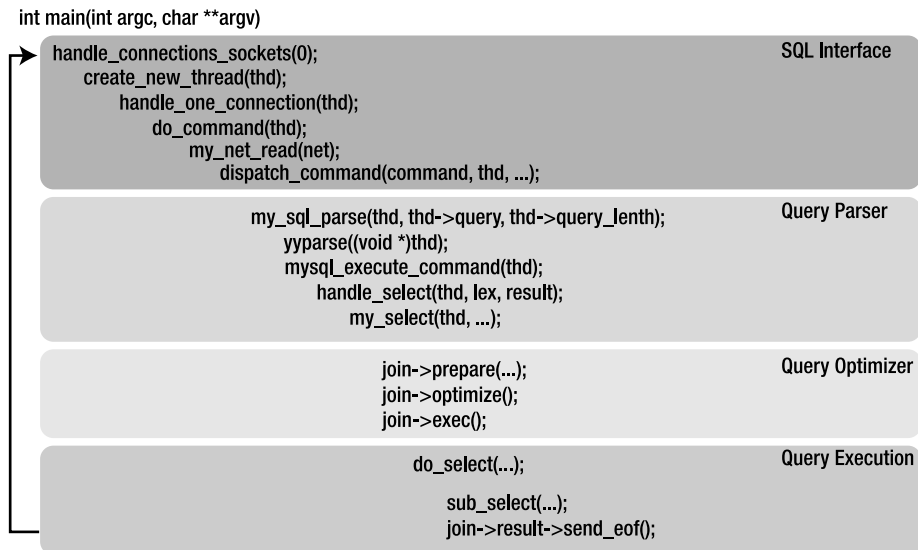 int main(int argc, char **argv)
handle_connections_sockets(0);
SQL Interface
create_new_thread(thd);
handle_one_connection(thd);
do_command(thd);
my_net_read(net);
dispatch_command(command, thd, ...);
my_sql_parse(thd, thd->query, thd->query_lenth);
Query Parser
yyparse((void *)thd);
mysql_execute_command(thd);
handle_select(thd, lex, result);
my_select(thd, ...);
join->prepare(...);
Query Optimizer
join->optimize();
join->exec();
do_select(...);
Query Execution
sub_select(...);
join->result->send_eof();